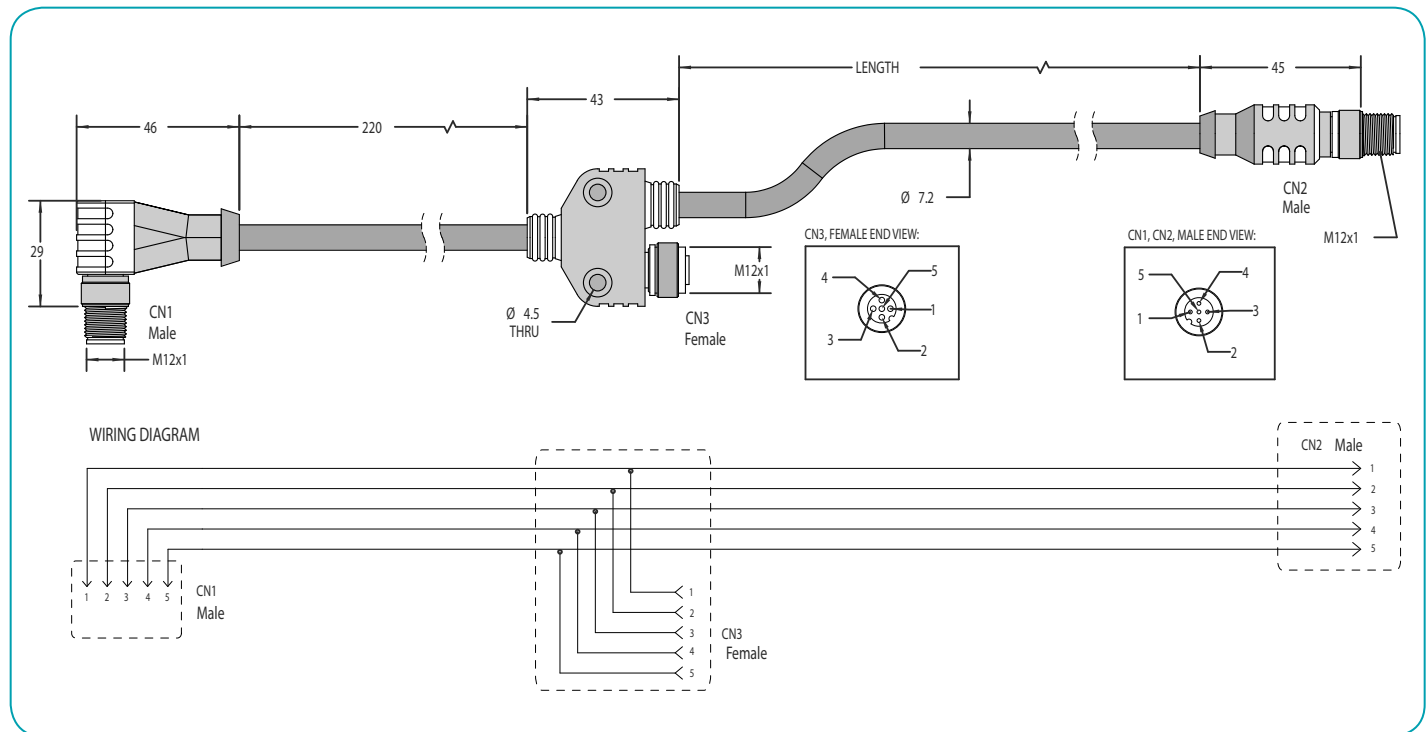 LENGTH
45
43
46
220
Ø 7.2
CN2
Male
M12x1
29
CN1
Male
M12x1
Ø 4.5
THRU
M12x1
CN3
Female
CN3, FEMALE END VIEW:
4
5
1
3
2
CN1, CN2, MALE END VIEW:
5
4
1
3
2
WIRING DIAGRAM
CN2 Male
1
2
3
4
5
1 2 3 4 5
CN1
Male
1
2
3
4
5
CN3
Female